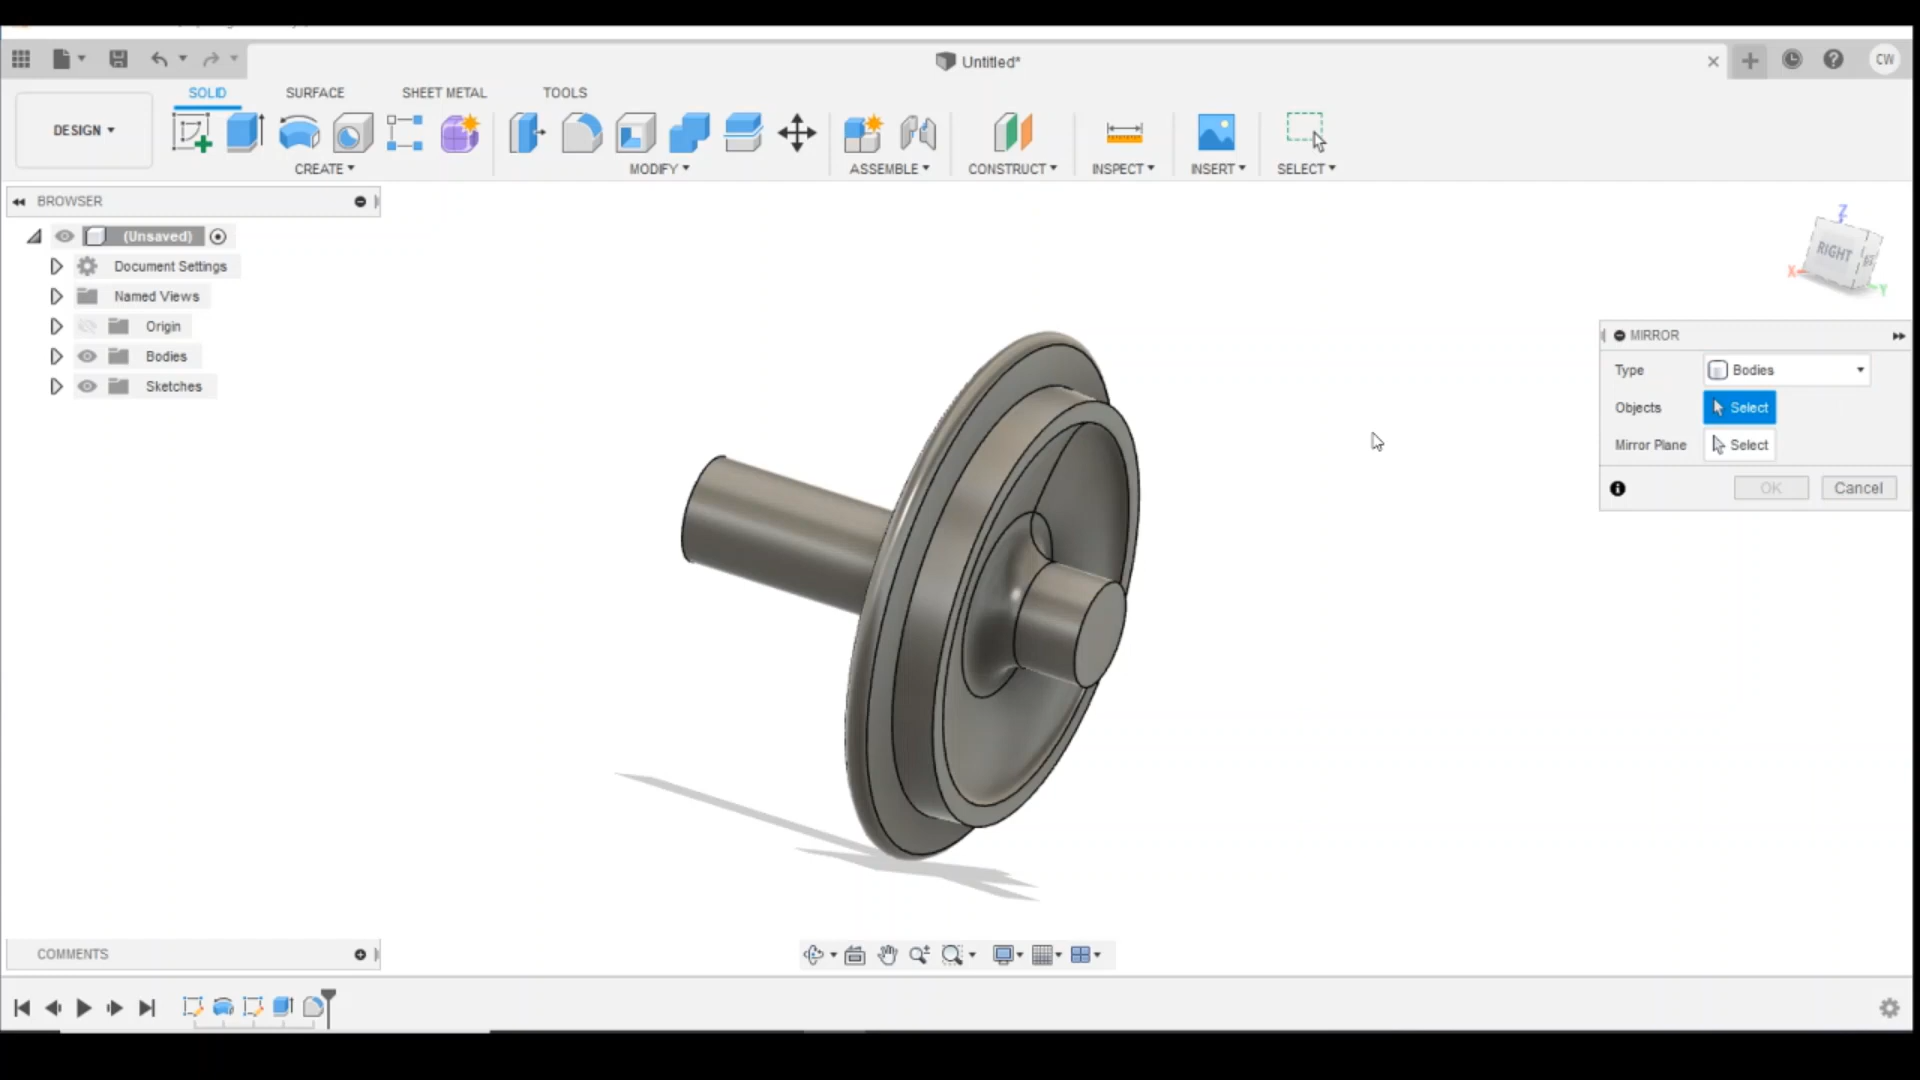 Untitled*
CW
SOLID
SURFACE
SHEET METAL
TOOLS
DESIGN
CREATE
MODIFY
ASSEMBLE
CONSTRUCT
INSPECT
INSERT
SELECT
BROWSER
(Unsaved)
Document Settings
Named Views
Origin
Bodies
Sketches
Z
RIGHT
X
Y
MIRROR
Type
Bodies
Objects
Select
Mirror Plane
Select
OK
Cancel
COMMENTS